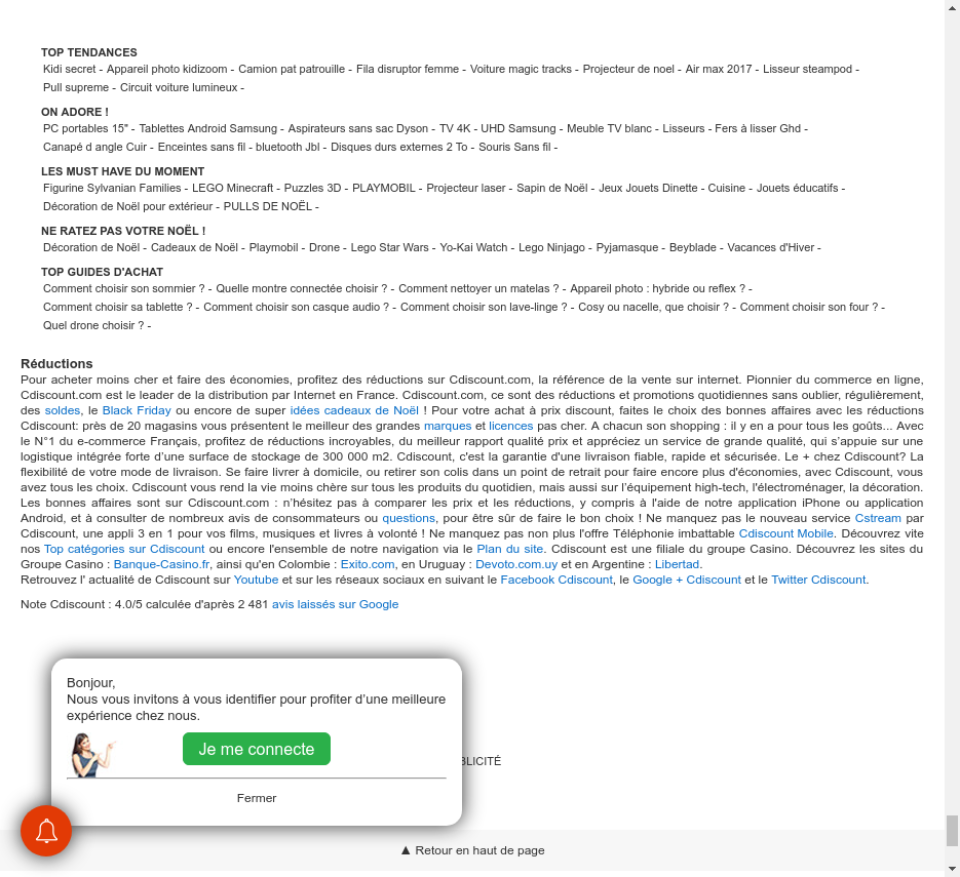 TOP TENDANCES
Kidi secret - Appareil photo kidizoom - Camion pat patrouille - Fila disruptor femme - Voiture magic tracks - Projecteur de noel - Air max 2017 - Lisseur steampod -
Pull supreme - Circuit voiture lumineux -
ON ADORE !
PC portables 15" - Tablettes Android Samsung - Aspirateurs sans sac Dyson - TV 4K - UHD Samsung - Meuble TV blanc - Lisseurs - Fers à lisser Ghd -
Canapé d angle Cuir - Enceintes sans fil - bluetooth Jbl - Disques durs externes 2 To - Souris Sans fil -
LES MUST HAVE DU MOMENT
Figurine Sylvanian Families - LEGO Minecraft - Puzzles 3D - PLAYMOBIL - Projecteur laser - Sapin de Noël - Jeux Jouets Dinette - Cuisine - Jouets éducatifs -
Décoration de Noël pour extérieur - PULLS DE NOËL -
NE RATEZ PAS VOTRE NOËL !
Décoration de Noël - Cadeaux de Noël - Playmobil - Drone - Lego Star Wars - Yo-Kai Watch - Lego Ninjago - Pyjamasque - Beyblade - Vacances d'Hiver -
TOP GUIDES D'ACHAT
Comment choisir son sommier ? - Quelle montre connectée choisir ? - Comment nettoyer un matelas ? - Appareil photo : hybride ou reflex ? -
Comment choisir sa tablette ? - Comment choisir son casque audio ? - Comment choisir son lave-linge ? - Cosy ou nacelle, que choisir ? - Comment choisir son four ? -
Quel drone choisir ? -
Réductions
Pour acheter moins cher et faire des économies, profitez des réductions sur Cdiscount.com, la référence de la vente sur internet. Pionnier du commerce en ligne,
Cdiscount.com est le leader de la distribution par Internet en France. Cdiscount.com, ce sont des réductions et promotions quotidiennes sans oublier, régulièrement,
des soldes, le Black Friday ou encore de super idées cadeaux de Noël ! Pour votre achat à prix discount, faites le choix des bonnes affaires avec les réductions
Cdiscount: près de 20 magasins vous présentent le meilleur des grandes marques et licences pas cher. A chacun son shopping : il y en a pour tous les goûts... Avec
le N°1 du e-commerce Français, profitez de réductions incroyables, du meilleur rapport qualité prix et appréciez un service de grande qualité, qui s'appuie sur une
logistique intégrée forte d'une surface de stockage de 300 000 m2. Cdiscount, c'est la garantie d'une livraison fiable, rapide et sécurisée. Le + chez Cdiscount? La
flexibilité de votre mode de livraison. Se faire livrer à domicile, ou retirer son colis dans un point de retrait pour faire encore plus d'économies, avec Cdiscount, vous
avez tous les choix. Cdiscount vous rend la vie moins chère sur tous les produits du quotidien, mais aussi sur l'équipement high-tech, l'électroménager, la décoration.
Les bonnes affaires sont sur Cdiscount.com : n'hésitez pas à comparer les prix et les réductions, y compris à l'aide de notre application iPhone ou application
Android, et à consulter de nombreux avis de consommateurs ou questions, pour être sûr de faire le bon choix ! Ne manquez pas le nouveau service Cstream par
Cdiscount, une appli 3 en 1 pour vos films, musiques et livres à volonté ! Ne manquez pas non plus l'offre Téléphonie imbattable Cdiscount Mobile. Découvrez vite
nos Top catégories sur Cdiscount ou encore l'ensemble de notre navigation via le Plan du site. Cdiscount est une filiale du groupe Casino. Découvrez les sites du
Groupe Casino : Banque-Casino.fr, ainsi qu'en Colombie : Exito.com, en Uruguay : Devoto.com.uy et en Argentine : Libertad.
Retrouvez l' actualité de Cdiscount sur Youtube et sur les réseaux sociaux en suivant le Facebook Cdiscount, le Google + Cdiscount et le Twitter Cdiscount.
Note Cdiscount : 4.0/5 calculée d'après 2 481 avis laissés sur Google
Bonjour,
Nous vous invitons à vous identifier pour profiter d'une meilleure
expérience chez nous.
Je me connecte
BLICITÉ
Fermer
▲ Retour en haut de page